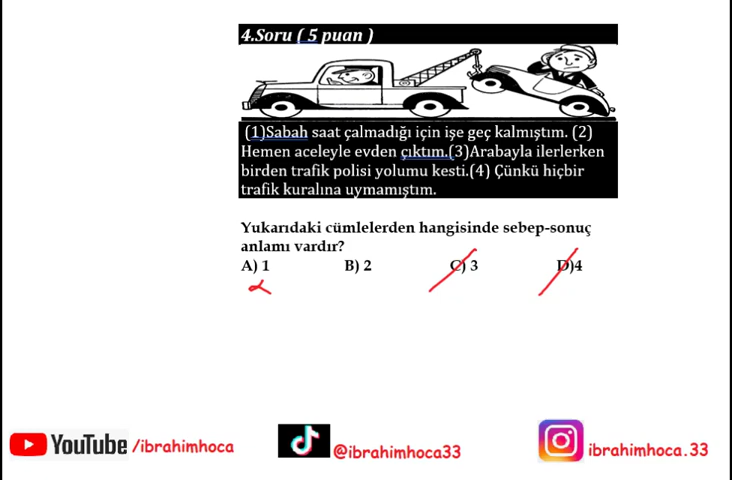 4.Soru ( 5 puan )
(1)Sabah saat çalmadığı için işe geç kalmıştım. (2)
Hemen aceleyle evden çıktım.(3)Arabayla ilerlerken
birden trafik polisi yolumu kesti.(4) Çünkü hiçbir
trafik kuralına uymamıştım.
Yukarıdaki cümlelerden hangisinde sebep-sonuç
anlamı vardır?
A) 1 B) 2 C) 3 D)4
YouTube /ibrahimhoca @ibrahimhoca33 ibrahimhoca.33